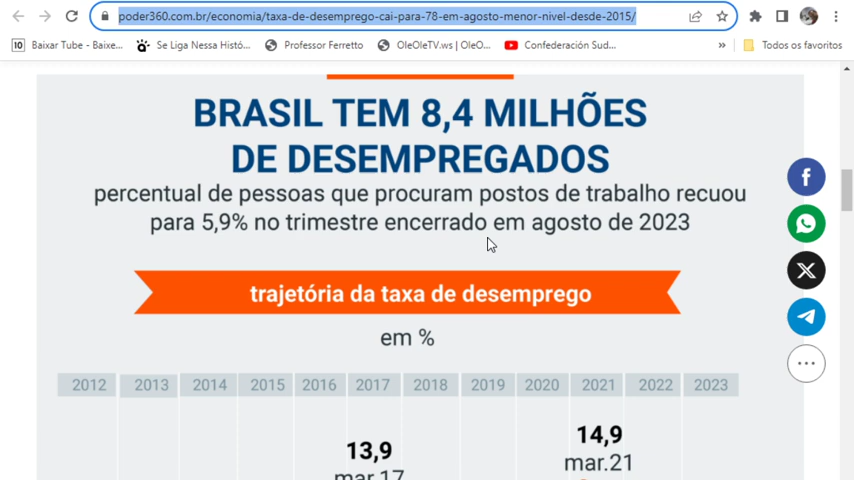 poder360.com.br/economia/taxa-de-desemprego-cai-para-78-em-agosto-menor-nivel-desde-2015/
10 Baixar Tube - Baixe... Se Liga Nessa Histó... Professor Ferretto OleOleTV.ws | OleO... Confederación Sud... » Todos os favoritos
BRASIL TEM 8,4 MILHÕES
DE DESEMPREGADOS
percentual de pessoas que procuram postos de trabalho recuou
para 5,9% no trimestre encerrado em agosto de 2023
trajetória da taxa de desemprego
em %
2012 2013 2014 2015 2016 2017 2018 2019 2020 2021 2022 2023
14,9
13,9
mar.21
mar.17